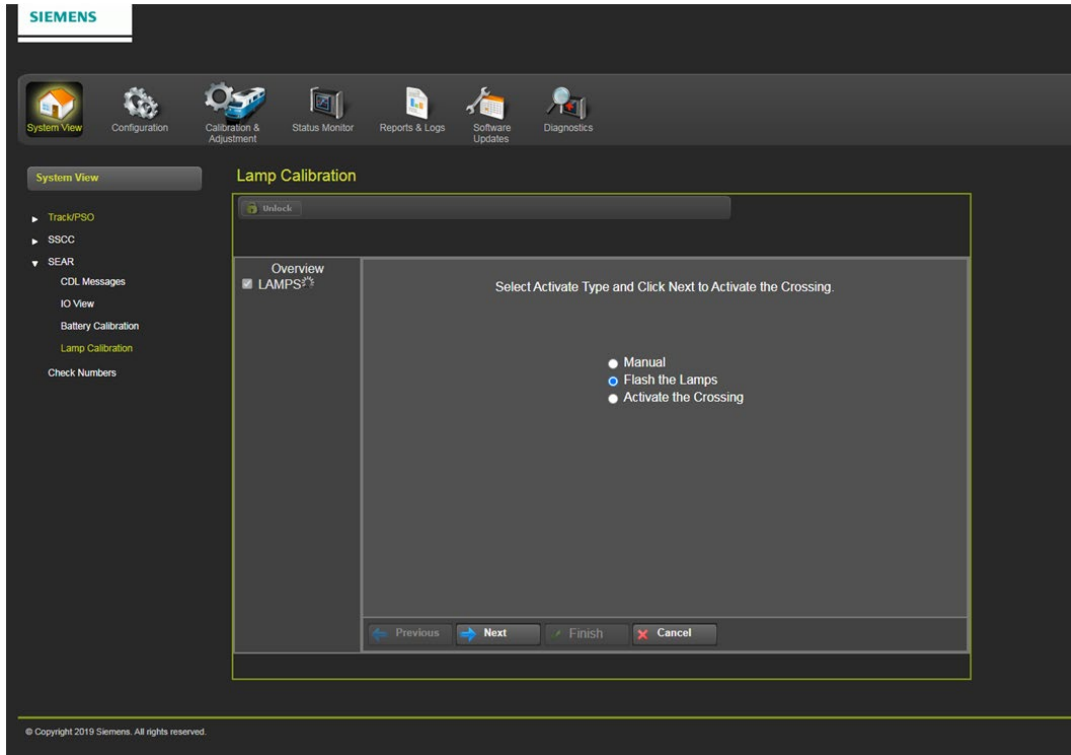 SIEMENS
System View
Configuration
Calibration &
Adjustment
Status Monitor
Reports & Logs
Software
Updates
Diagnostics
System View
Track/PSO
SSCC
SEAR
CDL Messages
IO View
Battery Calibration
Lamp Calibration
Check Numbers
Lamp Calibration
Unlock
Overview
LAMPS
Select Activate Type and Click Next to Activate the Crossing.
Manual
Flash the Lamps
Activate the Crossing
Previous
Next
Finish
Cancel
© Copyright 2019 Siemens. All rights reserved.